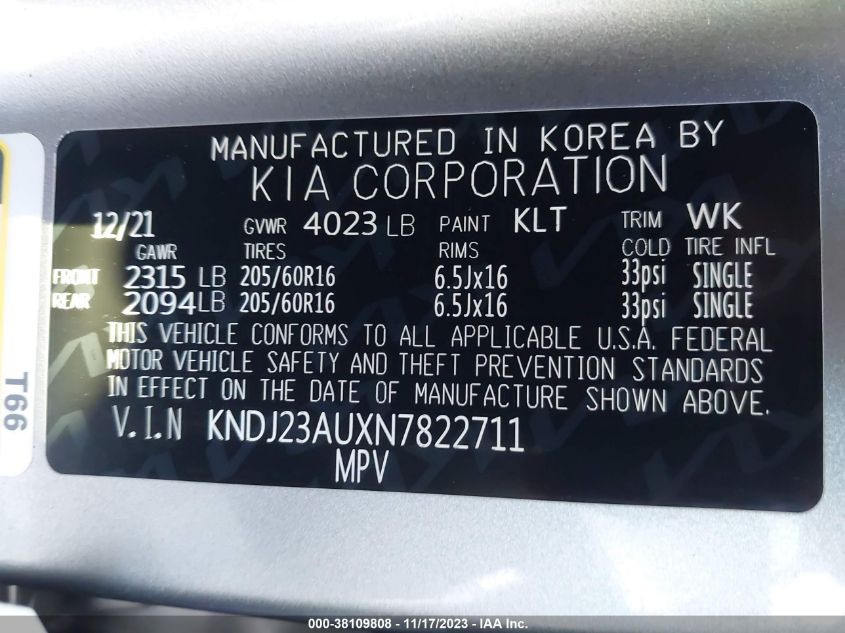 MANUFACTURED IN KOREA BY
KIA CORPORATION
12/21 GVWR 4023 LB PAINT KLT TRIM WK
GAWR TIRES RIMS COLD TIRE INFL
FRONT 2315 LB 205/60R16 6.5Jx16 33psi SINGLE
REAR 2094 LB 205/60R16 6.5Jx16 33psi SINGLE
THIS VEHICLE CONFORMS TO ALL APPLICABLE U.S.A. FEDERAL
MOTOR VEHICLE SAFETY AND THEFT PREVENTION STANDARDS
IN EFFECT ON THE DATE OF MANUFACTURE SHOWN ABOVE.
V.I.N KNDJ23AUXN7822711
MPV
T66
000-38109808 - 11/17/2023 - IAA Inc.